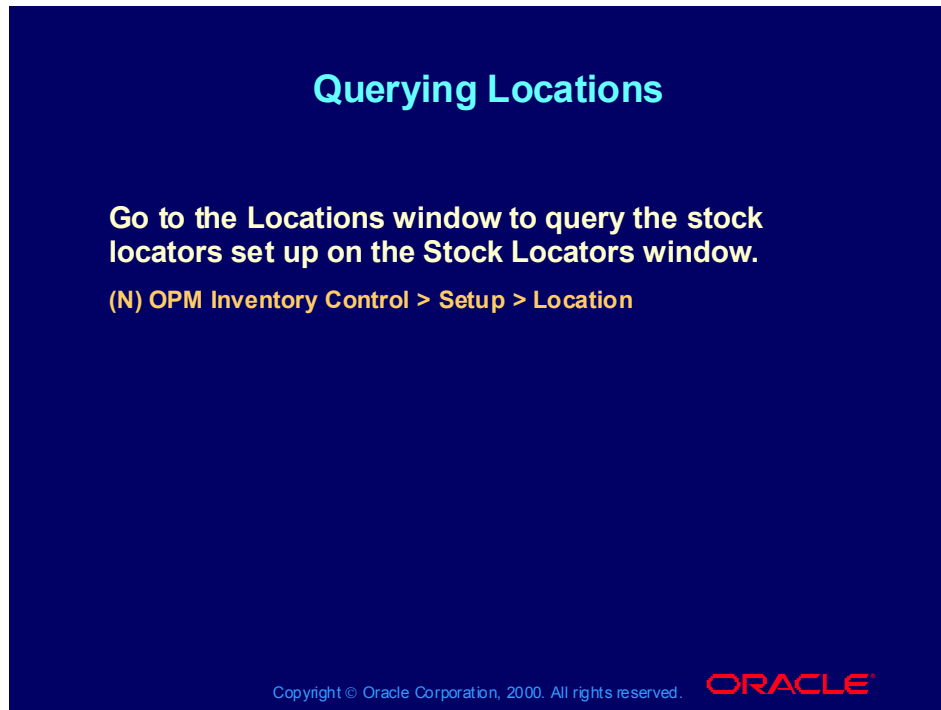 Querying Locations
Go to the Locations window to query the stock
locators set up on the Stock Locators window.
(N) OPM Inventory Control > Setup > Location
Copyright © Oracle Corporation, 2000. All rights reserved.
ORACLE®